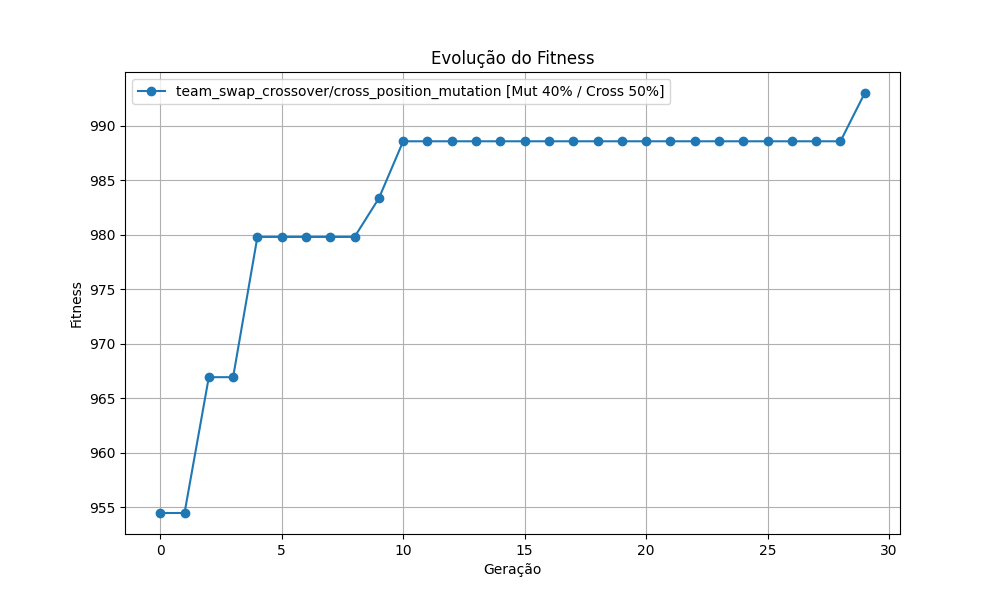 Evolução do Fitness
team_swap_crossover/cross_position_mutation [Mut 40% / Cross 50%]
Fitness
990
985
980
975
970
965
960
955
0 5 10 15 20 25 30
Geração